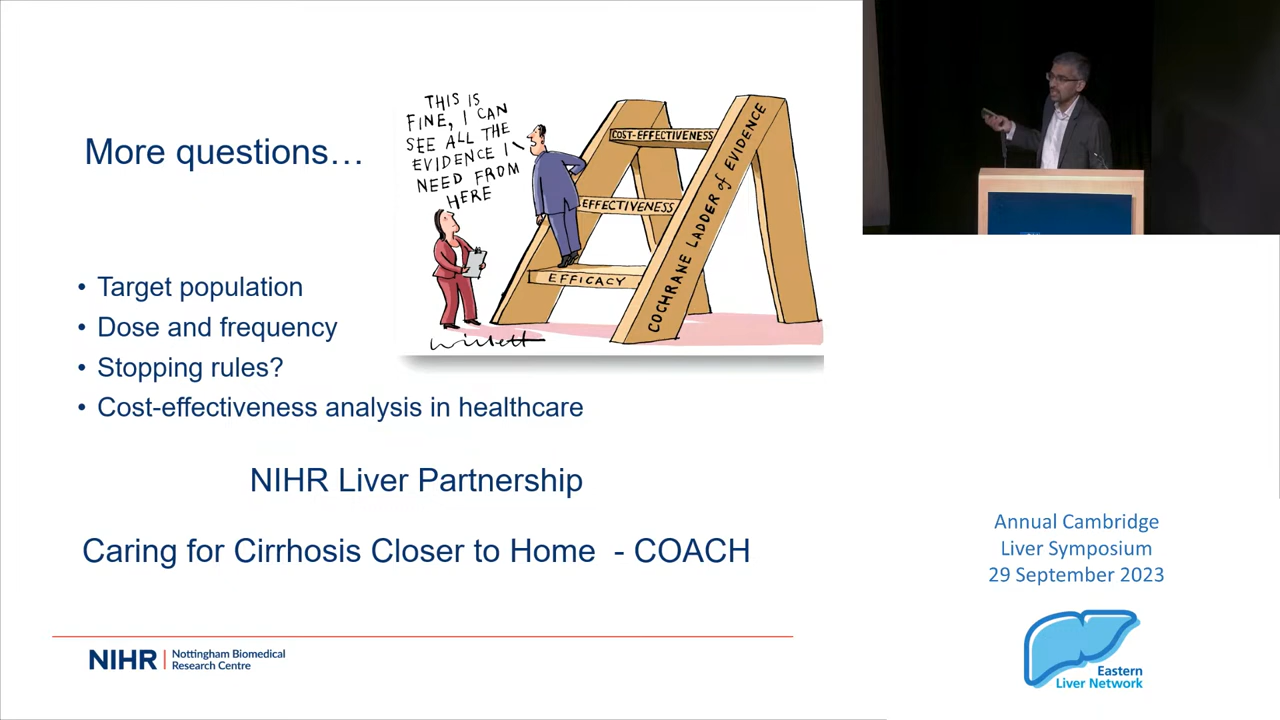 More questions…
THIS IS
FINE, I CAN
SEE ALL THE
EVIDENCE I
NEED FROM
HERE
COST-EFFECTIVENESS
EFFECTIVENESS
EFFICACY
COCHRANE LADDER of EVIDENCE
Willett
• Target population
• Dose and frequency
• Stopping rules?
• Cost-effectiveness analysis in healthcare
NIHR Liver Partnership
Caring for Cirrhosis Closer to Home - COACH
NIHR | Nottingham Biomedical
Research Centre
Annual Cambridge
Liver Symposium
29 September 2023
Eastern
Liver Network